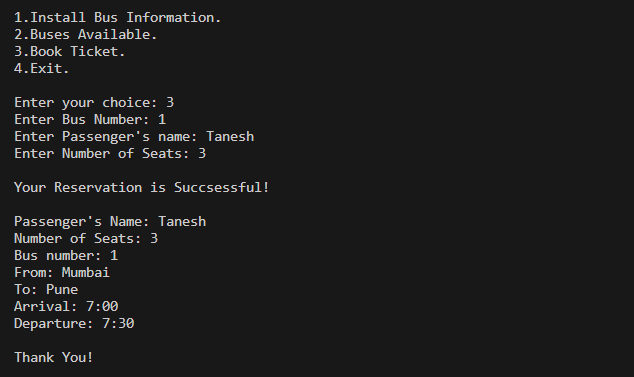 1.Install Bus Information.
2.Buses Available.
3.Book Ticket.
4.Exit.
Enter your choice: 3
Enter Bus Number: 1
Enter Passenger's name: Tanesh
Enter Number of Seats: 3
Your Reservation is Succsessful!
Passenger's Name: Tanesh
Number of Seats: 3
Bus number: 1
From: Mumbai
To: Pune
Arrival: 7:00
Departure: 7:30
Thank You!